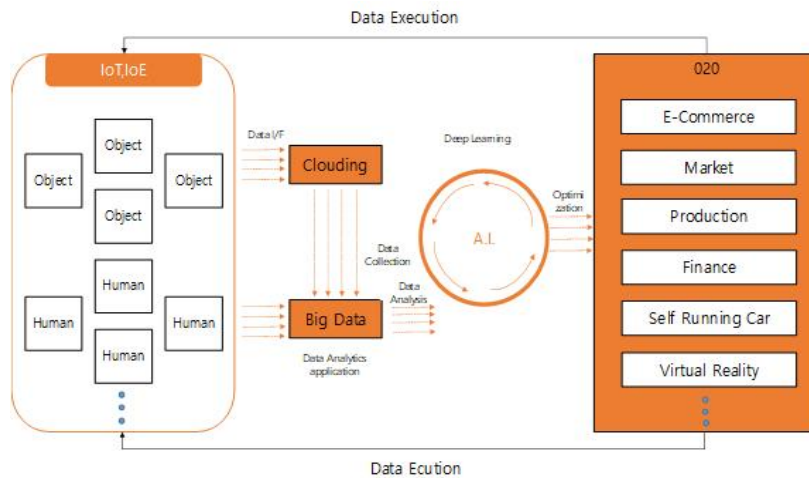 Data Execution
IoT,IoE
Object
Object
Object
Object
Human
Human
Human
Human
Data I/F
Clouding
Data
Collection
Big Data
Data Analytics
application
Data
Analysis
Deep Learning
A.I.
Optimi
zation
020
E-Commerce
Market
Production
Finance
Self Running Car
Virtual Reality
Data Ecution